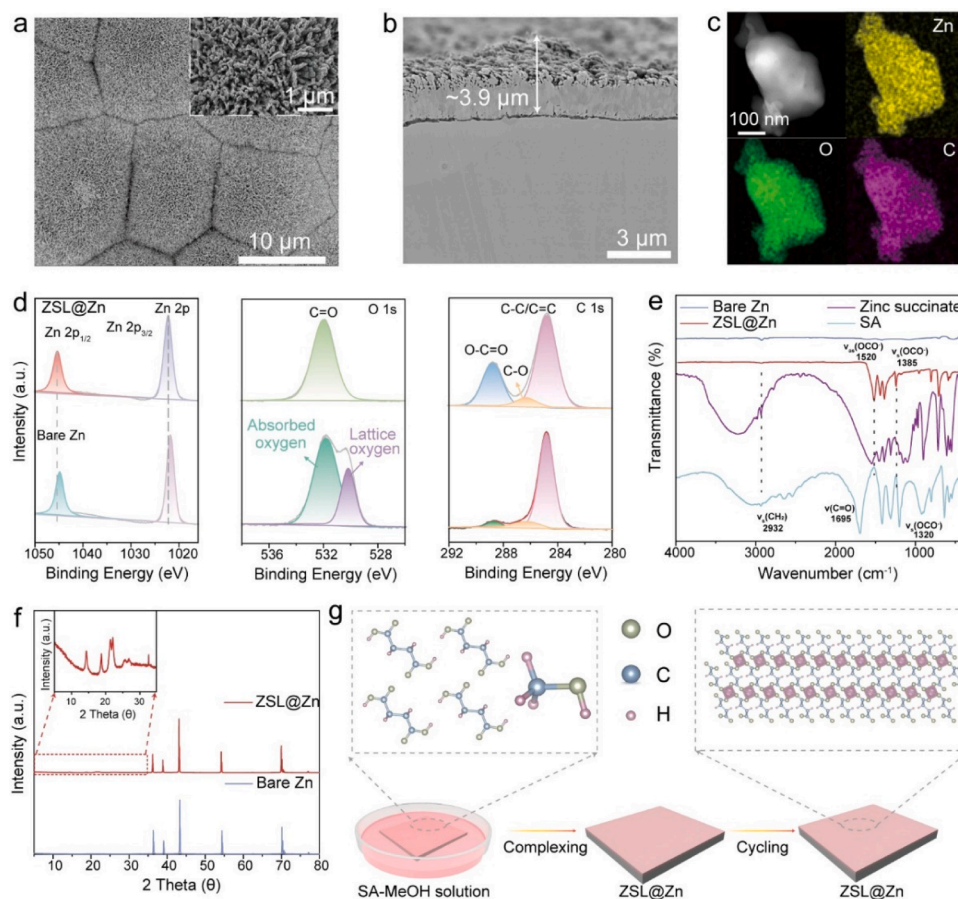 a
1 μm
10 μm
b
~3.9 μm
3 μm
c
Zn
100 nm
O
C
d
ZSL@Zn
Zn 2p
Zn 2p1/2
Zn 2p3/2
Bare Zn
Intensity (a.u.)
1050
1040
1030
1020
Binding Energy (eV)
C=O
O 1s
Absorbed
oxygen
Lattice
oxygen
536
532
528
Binding Energy (eV)
C-C/C=C
C 1s
O-C=O
C-O
292
288
284
280
Binding Energy (eV)
e
Bare Zn
Zinc succinate
ZSL@Zn
SA
νas(OCO-)
1520
νs(OCO-)
1385
Transmittance (%)
νs(CH2)
2932
ν(C=O)
1695
νs(OCO-)
1320
4000
3000
2000
1000
Wavenumber (cm-1)
f
Intensity (a.u.)
10
20
30
2 Theta (θ)
ZSL@Zn
Bare Zn
Intensity (a.u.)
10
20
30
40
50
60
70
80
2 Theta (θ)
g
O
C
H
Complexing
Cycling
SA-MeOH solution
ZSL@Zn
ZSL@Zn